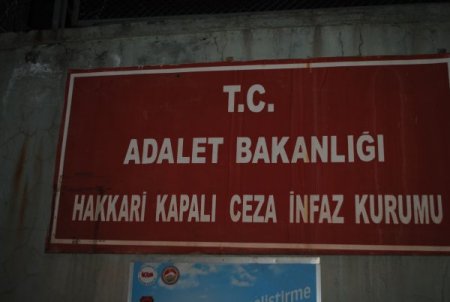 T.C.
ADALET BAKANLIĞI
HAKKARİ KAPALI CEZA İNFAZ KURUMU